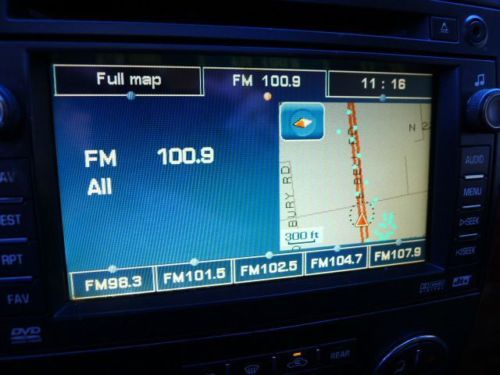 Full map
FM 100.9
11 : 16
FM 100.9
All
N 2
BURY RD
300 ft
FM98.3
FM101.5
FM102.5
FM104.7
FM107.9
AV
EST
RPT
FAV
DVD
AUDIO
MENU
SEEK
SEEK
REAR